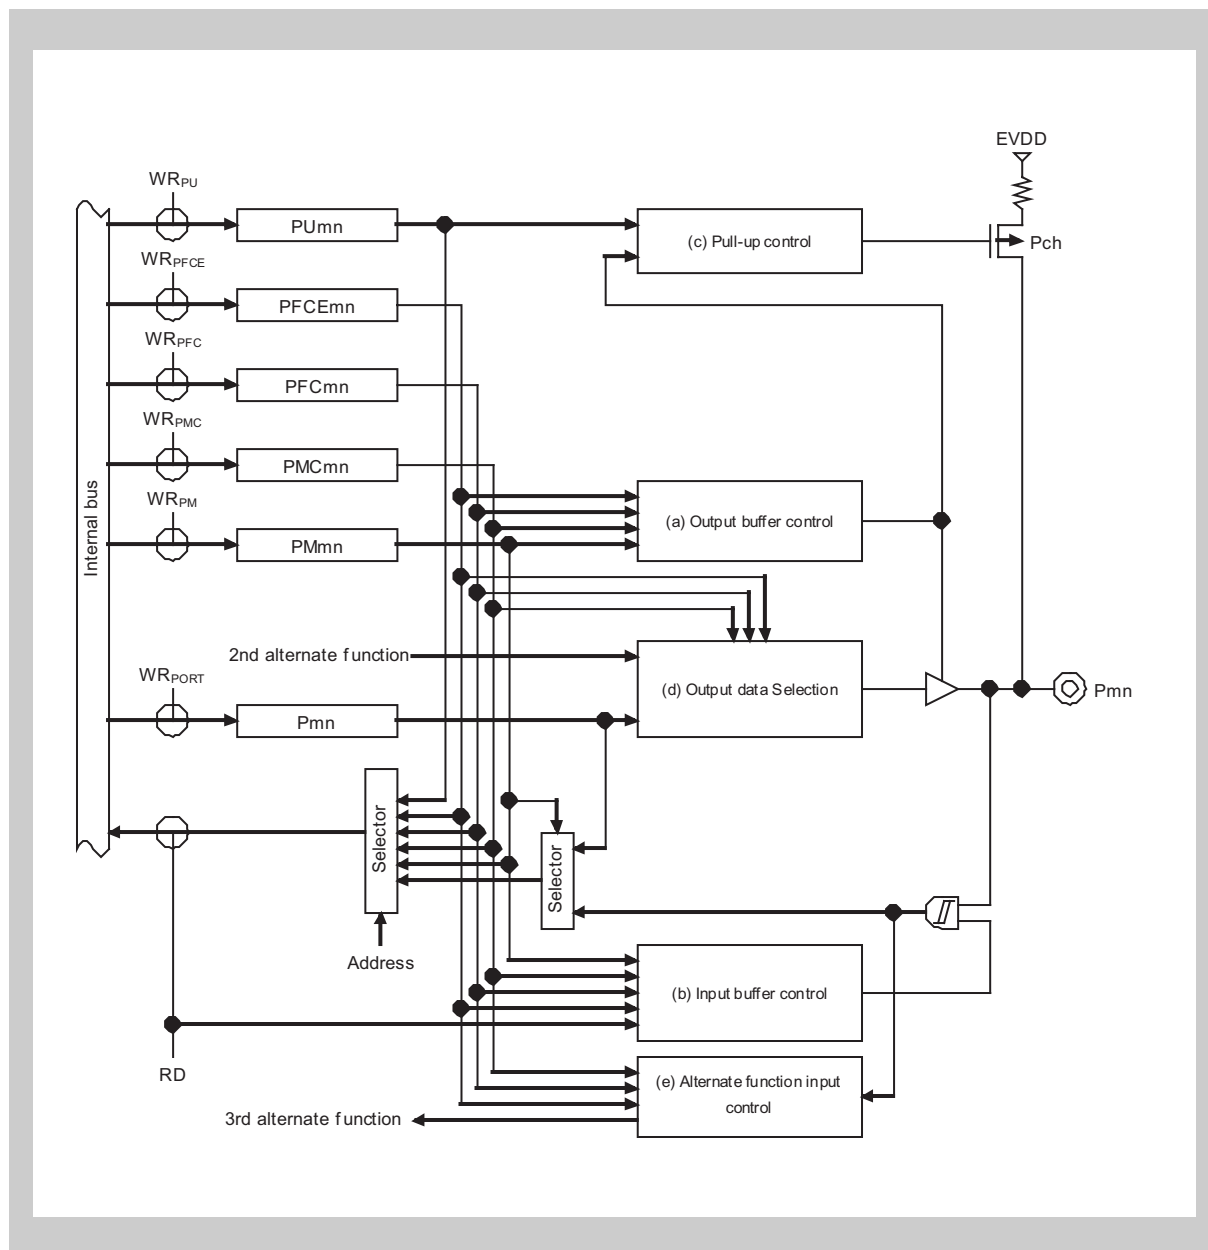 EVDD
WRPU
PUmn
(c) Pull-up control
Pch
WRPFCE
PFCEmn
WRPFC
PFCmn
WRPMC
PMCmn
Internal bus
WRPM
PMmn
(a) Output buffer control
2nd alternate function
WRPORT
Pmn
(d) Output data Selection
Pmn
Selector
Selector
Address
(b) Input buffer control
RD
(e) Alternate function input
control
3rd alternate function